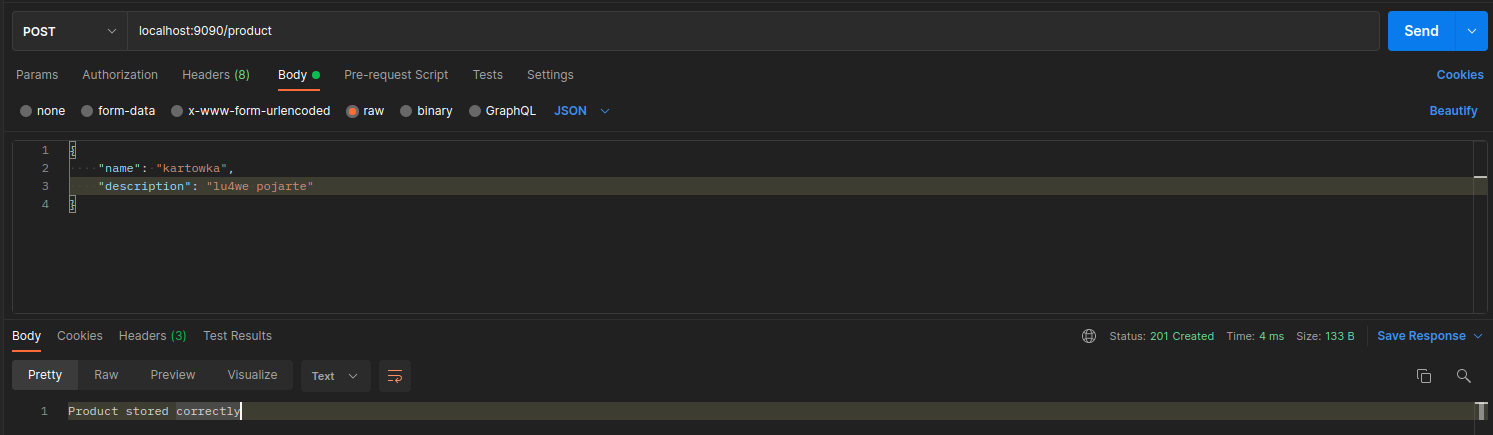 POST localhost:9090/product Send
Params Authorization Headers (8) Body Pre-request Script Tests Settings Cookies
none form-data x-www-form-urlencoded raw binary GraphQL JSON Beautify
1 {
2 "name": "kartowka",
3 "description": "lu4we pojarte"
4 }
Body Cookies Headers (3) Test Results Status: 201 Created Time: 4 ms Size: 133 B Save Response
Pretty Raw Preview Visualize Text
1 Product stored correctly